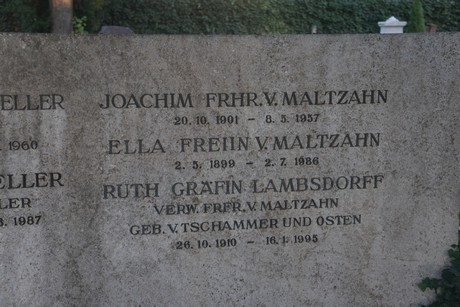 ELLER
1960
ELLER
LER
1987
JOACHIM FRHR. V. MALTZAHN
20. 10. 1901 – 8. 5. 1957
ELLA FREIIN V. MALTZAHN
2. 5. 1899 – 2. 7. 1986
RUTH GRÄFIN LAMBSDORFF
VERW. FRFR. V. MALTZAHN
GEB. V. TSCHAMMER UND OSTEN
26. 10. 1910 – 16. 1. 1995